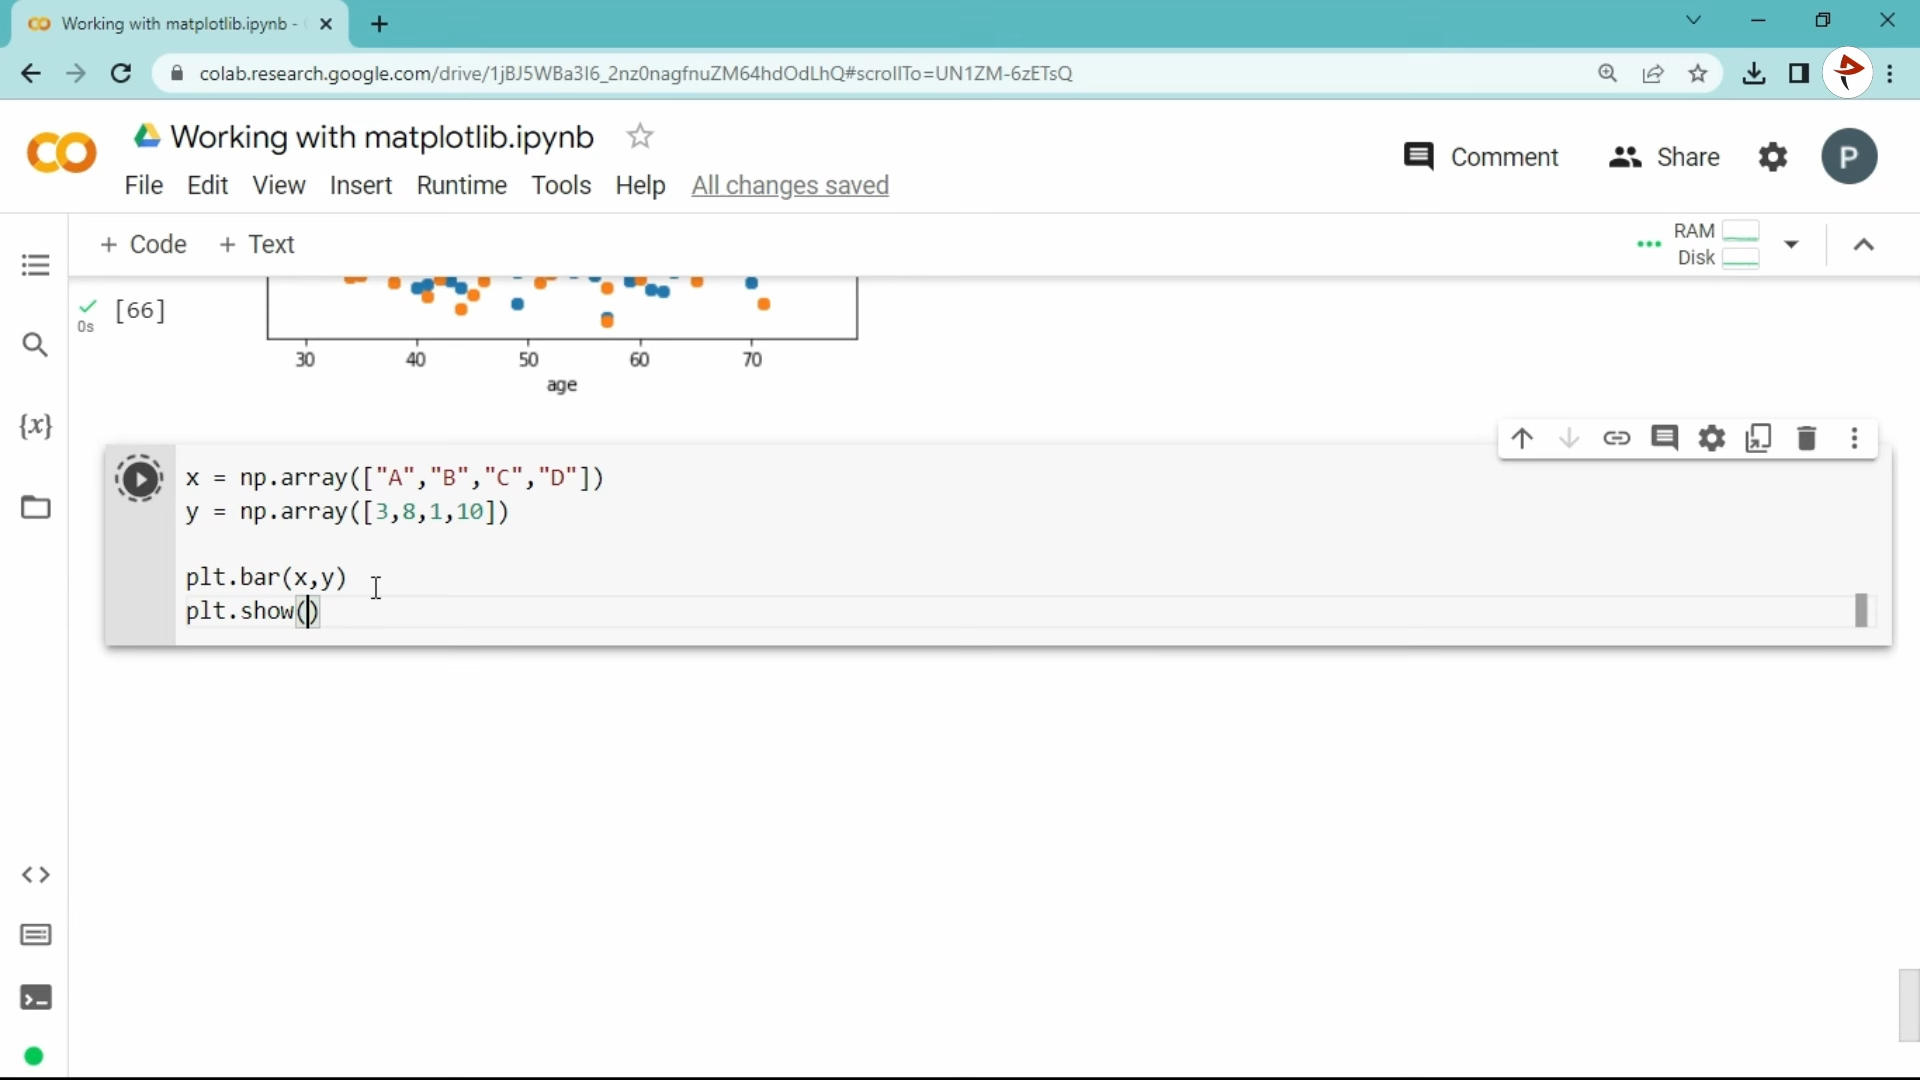 Working with matplotlib.ipynb -
colab.research.google.com/drive/1jBJ5WBa3I6_2nz0nagfnuZM64hdOdLhQ#scrollTo=UN1ZM-6zETsQ
Working with matplotlib.ipynb
Comment
Share
P
File Edit View Insert Runtime Tools Help All changes saved
+ Code + Text
RAM
Disk
{x}
0s
[66]
30 40 50 60 70
age
x = np.array(["A","B","C","D"])
y = np.array([3,8,1,10])
plt.bar(x,y)
plt.show()